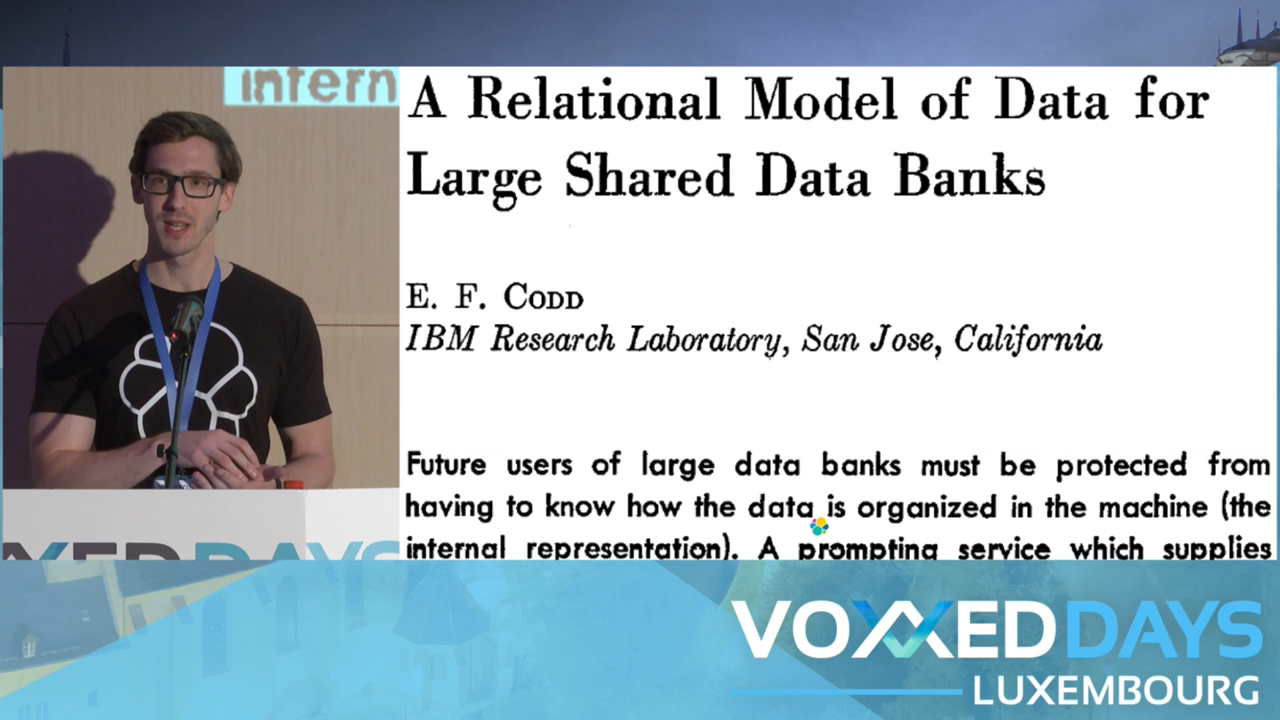 intern
A Relational Model of Data for
Large Shared Data Banks
E. F. CODD
IBM Research Laboratory, San Jose, California
Future users of large data banks must be protected from
having to know how the data is organized in the machine (the
internal representation). A prompting service which supplies
XED DAYS
VOXXED DAYS
LUXEMBOURG